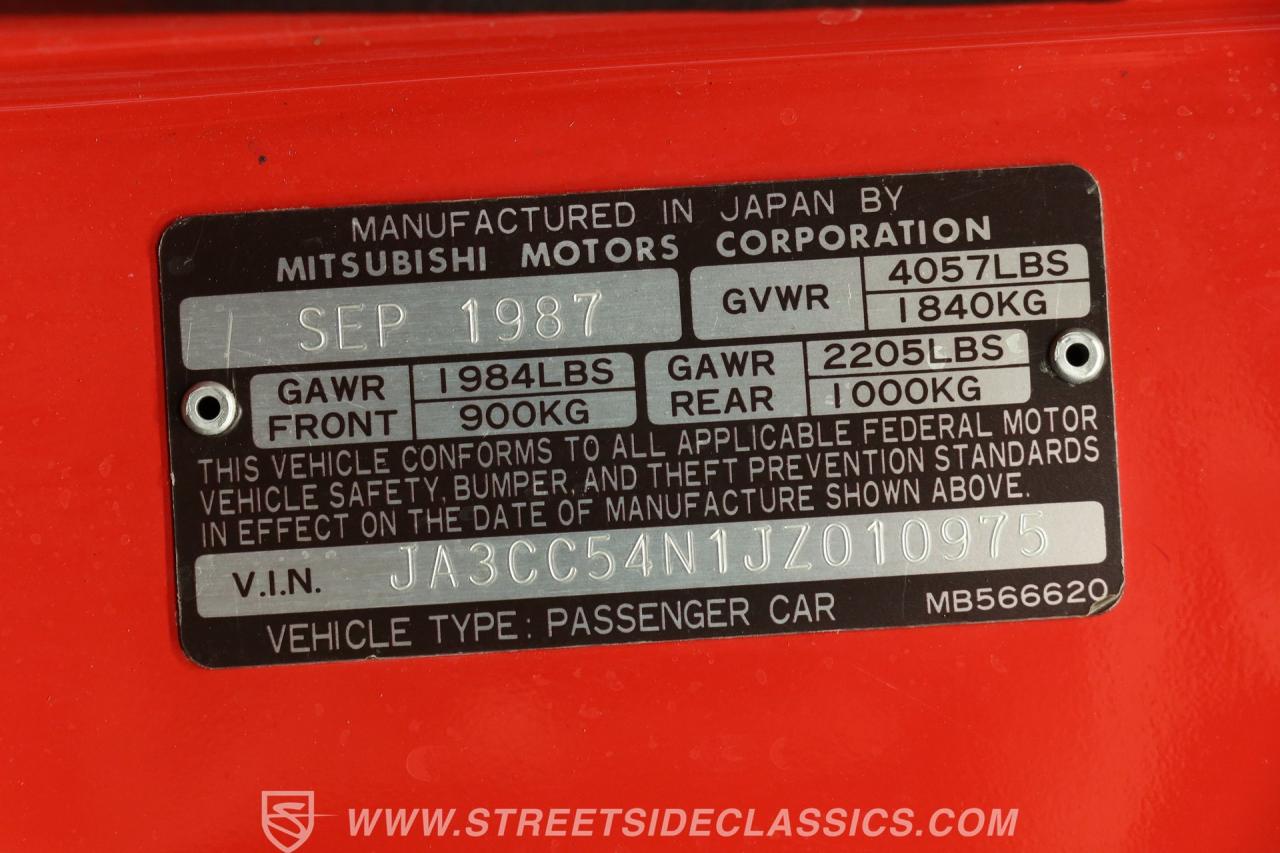 MANUFACTURED IN JAPAN BY
MITSUBISHI MOTORS CORPORATION
SEP 1987
GVWR
4057LBS
1840KG
GAWR
FRONT
1984LBS
900KG
GAWR
REAR
2205LBS
1000KG
THIS VEHICLE CONFORMS TO ALL APPLICABLE FEDERAL MOTOR
VEHICLE SAFETY, BUMPER, AND THEFT PREVENTION STANDARDS
IN EFFECT ON THE DATE OF MANUFACTURE SHOWN ABOVE.
V.I.N. JA3CC54N1JZ010975
VEHICLE TYPE: PASSENGER CAR MB566620
WWW.STREETSIDECLASSICS.COM